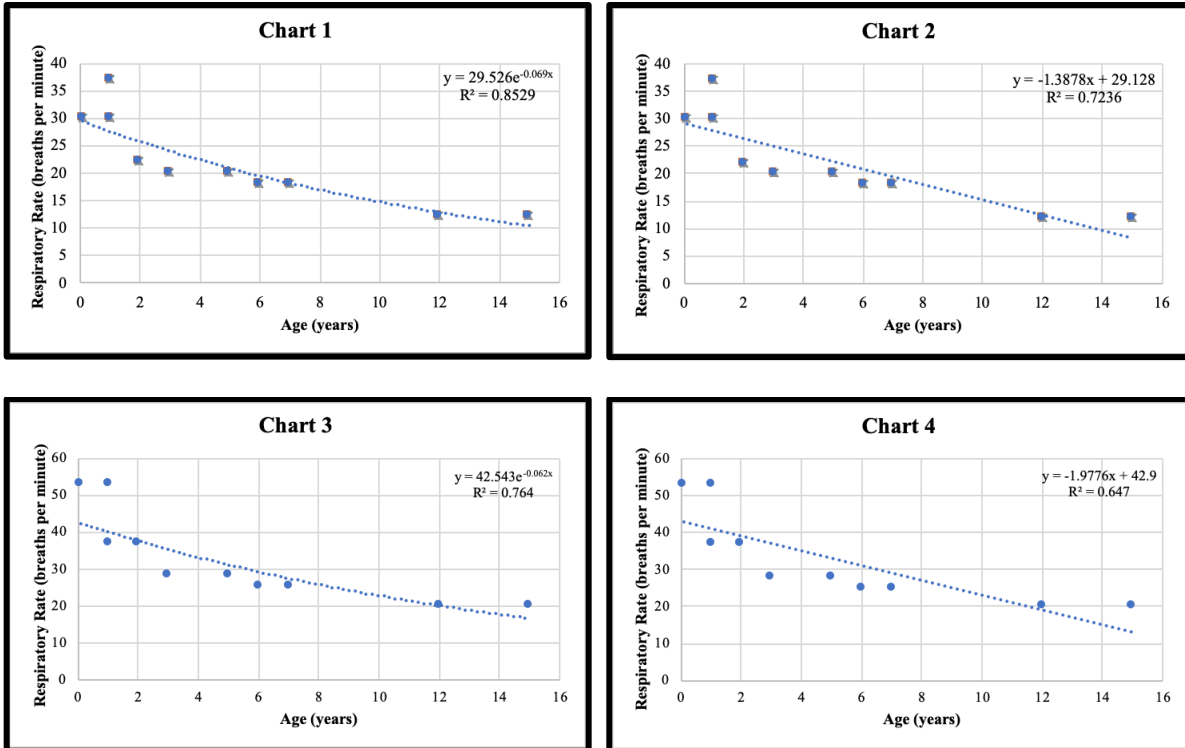 Chart 1
Respiratory Rate (breaths per minute)
40
35
30
25
20
15
10
5
0
y = 29.526e^-0.069x
R² = 0.8529
0 2 4 6 8 10 12 14 16
Age (years)
Chart 2
Respiratory Rate (breaths per minute)
40
35
30
25
20
15
10
5
0
y = -1.3878x + 29.128
R² = 0.7236
0 2 4 6 8 10 12 14 16
Age (years)
Chart 3
Respiratory Rate (breaths per minute)
60
50
40
30
20
10
0
y = 42.543e^-0.062x
R² = 0.764
0 2 4 6 8 10 12 14 16
Age (years)
Chart 4
Respiratory Rate (breaths per minute)
60
50
40
30
20
10
0
y = -1.9776x + 42.9
R² = 0.647
0 2 4 6 8 10 12 14 16
Age (years)